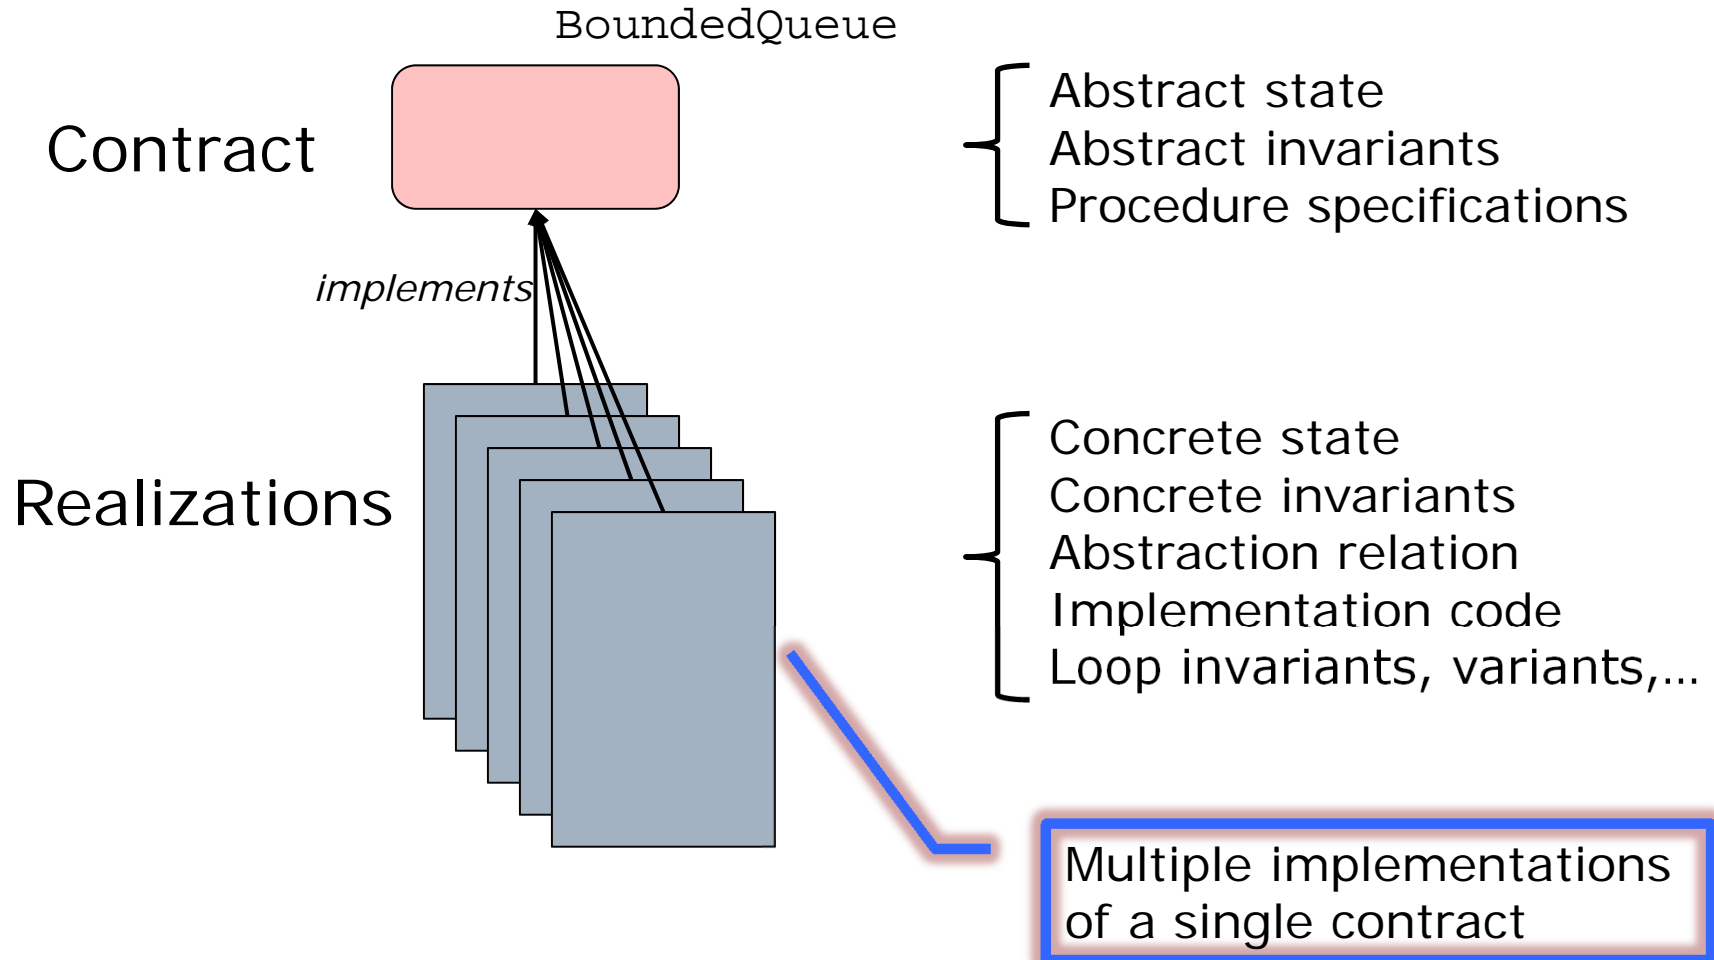 BoundedQueue
Contract
Abstract state
Abstract invariants
Procedure specifications
implements
Realizations
Concrete state
Concrete invariants
Abstraction relation
Implementation code
Loop invariants, variants,…
Multiple implementations
of a single contract